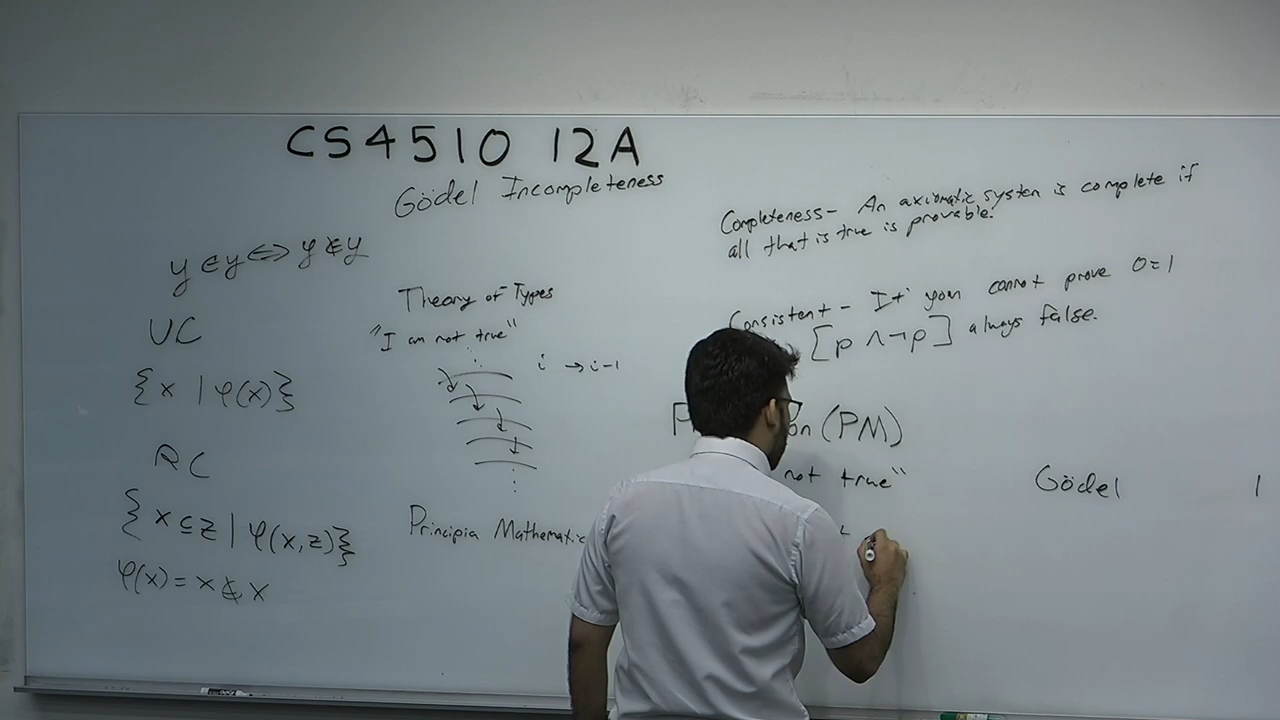 CS4510 12A
Gödel Incompleteness
y ∈ y ⟺ y ∉ y
UC
{x | φ(x)}
RC
{x ⊆ z | φ(x,z)}
φ(x) = x ∉ x
Theory of Types
"I am not true"
i → i-1
Principia Mathematic
Completeness- An axiomatic system is complete if
all that is true is provable.
Consistent- If you cannot prove 0=1
[p ∧ ¬p] always false.
(PM)
not true"
Gödel